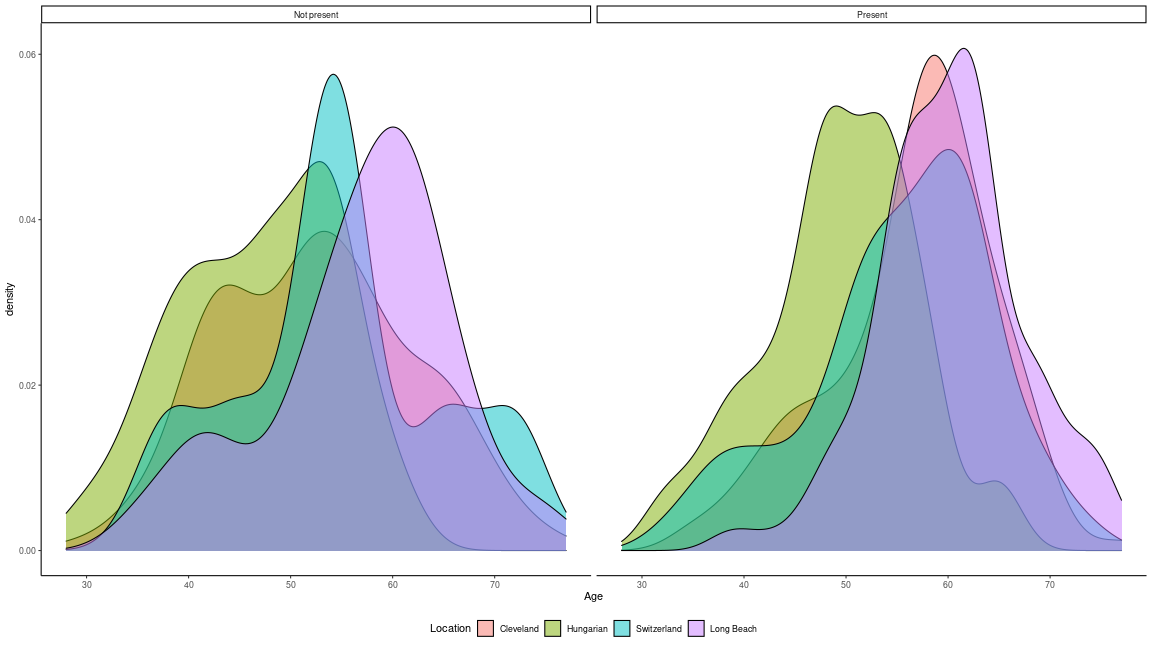 Not present Present
0.06
0.04
0.02
0.00
density
30 40 50 60 70 30 40 50 60 70
Age
Location Cleveland Hungarian Switzerland Long Beach